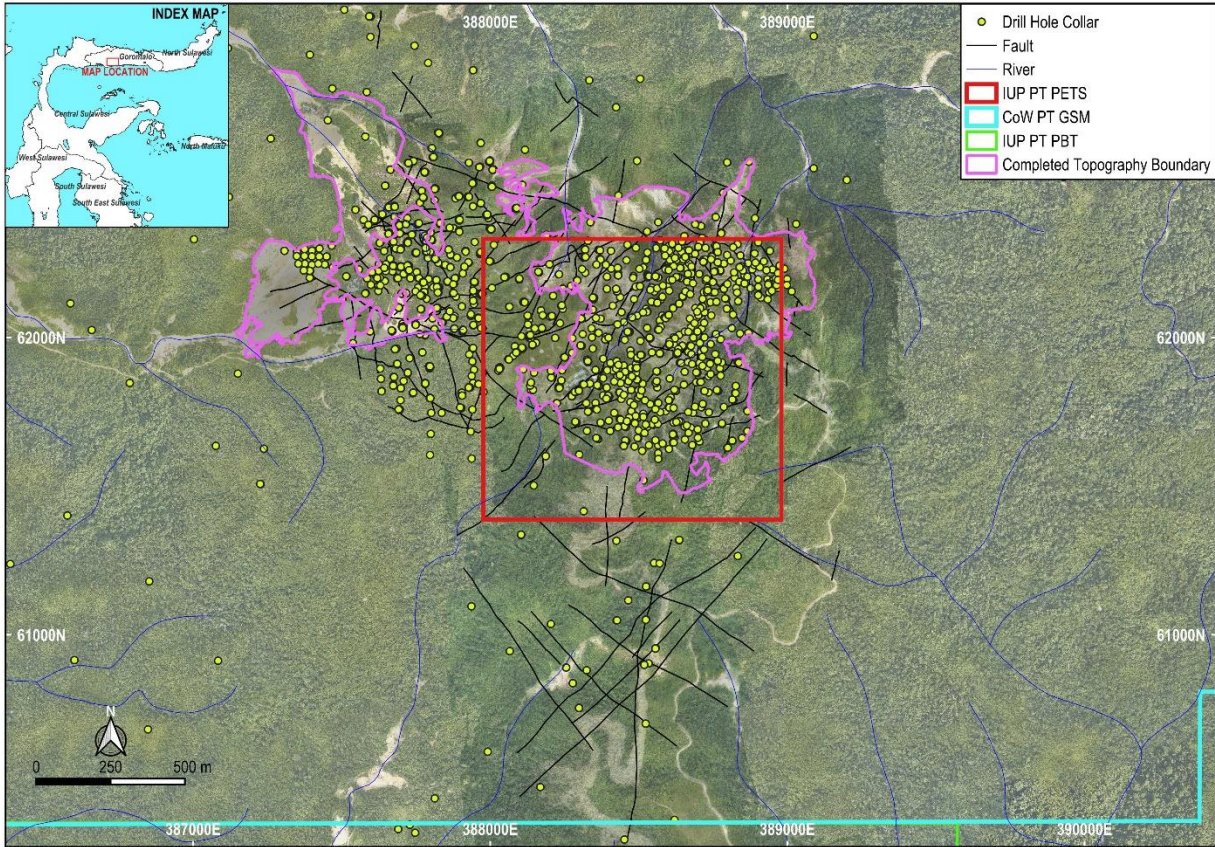 INDEX MAP
North Sulawesi
Gorontalo
MAP LOCATION
Central Sulawesi
North Maluku
West Sulawesi
South Sulawesi
South East Sulawesi
388000E
389000E
Drill Hole Collar
Fault
River
IUP PT PETS
CoW PT GSM
IUP PT PBT
Completed Topography Boundary
62000N
62000N
61000N
61000N
N
0 250 500 m
387000E
388000E
389000E
390000E